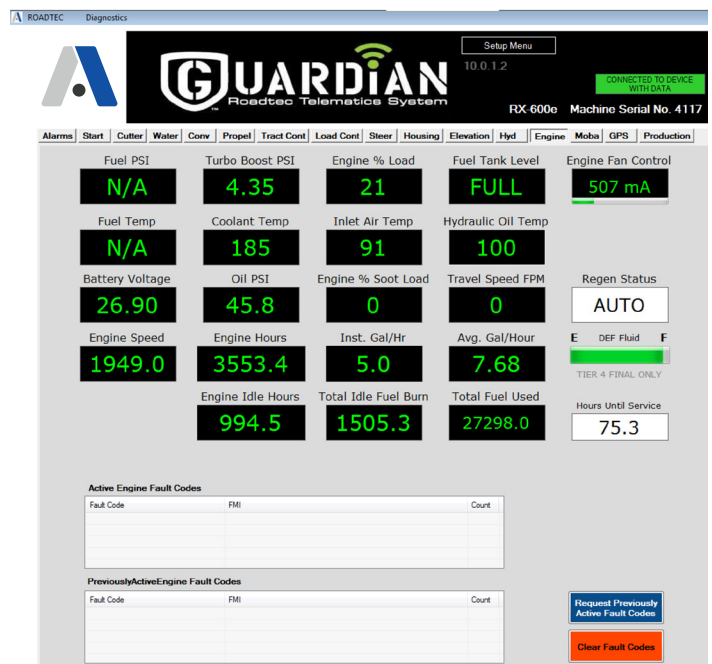 ROADTEC Diagnostics
Setup Menu
10.0.1.2
GUARDIAN
Roadtec Telematics System
™
CONNECTED TO DEVICE
WITH DATA
RX-600e Machine Serial No. 4117
Alarms Start Cutter Water Conv Propel Tract Cont Load Cont Steer Housing Elevation Hyd Engine Moba GPS Production
Fuel PSI Turbo Boost PSI Engine % Load Fuel Tank Level Engine Fan Control
N/A 4.35 21 FULL 507 mA
Fuel Temp Coolant Temp Inlet Air Temp Hydraulic Oil Temp
N/A 185 91 100
Battery Voltage Oil PSI Engine % Soot Load Travel Speed FPM Regen Status
26.90 45.8 0 0 AUTO
Engine Speed Engine Hours Inst. Gal/Hr Avg. Gal/Hour E DEF Fluid F
1949.0 3553.4 5.0 7.68
TIER 4 FINAL ONLY
Engine Idle Hours Total Idle Fuel Burn Total Fuel Used Hours Until Service
994.5 1505.3 27298.0 75.3
Active Engine Fault Codes
Fault Code FMI Count
PreviouslyActiveEngine Fault Codes
Fault Code FMI Count
Request Previously
Active Fault Codes
Clear Fault Codes